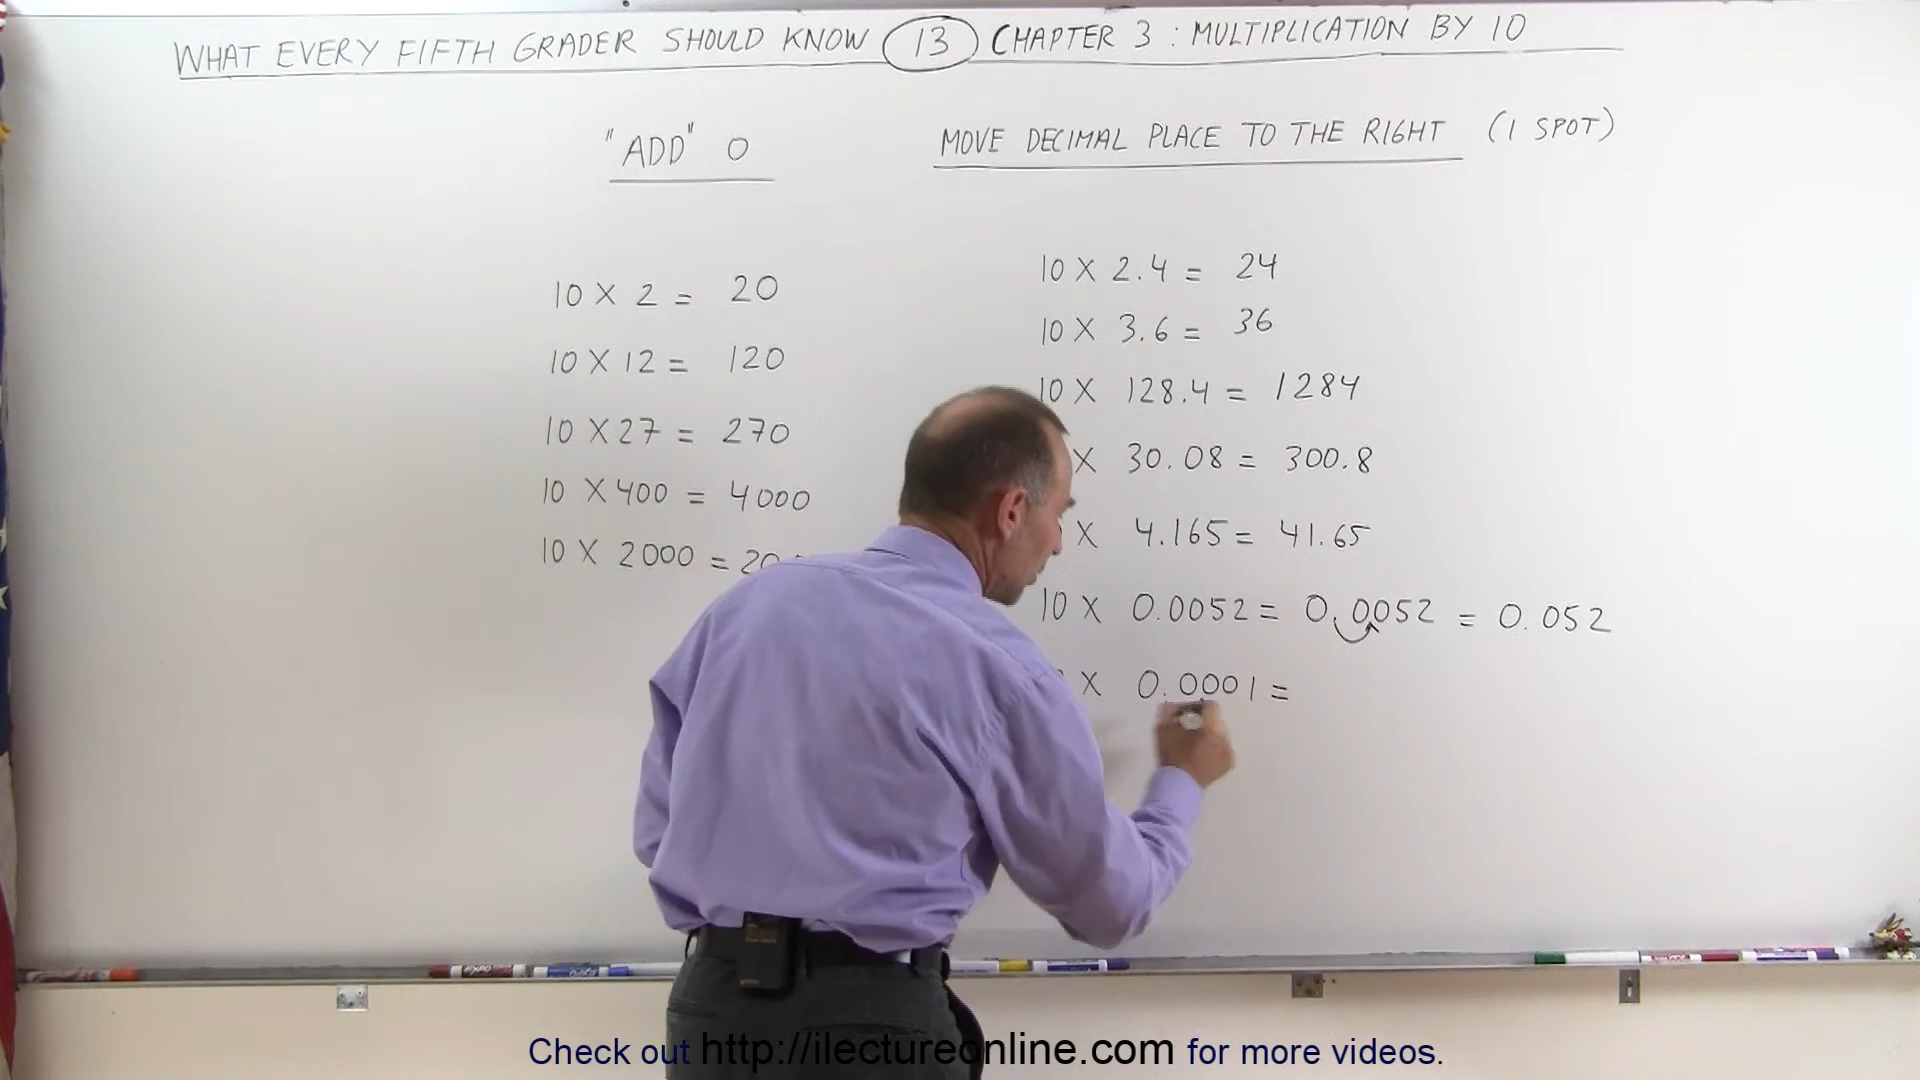 WHAT EVERY FIFTH GRADER SHOULD KNOW 13 CHAPTER 3 : MULTIPLICATION BY 10
"ADD" 0
10 X 2 = 20
10 X 12 = 120
10 X 27 = 270
10 X 400 = 4000
10 X 2000 = 20
MOVE DECIMAL PLACE TO THE RIGHT (1 SPOT)
10 X 2.4 = 24
10 X 3.6 = 36
10 X 128.4 = 1284
X 30.08 = 300.8
X 4.165 = 41.65
10 X 0.0052 = 0.0052 = 0.052
X 0.0001 =
Check out http://ilectureonline.com for more videos.